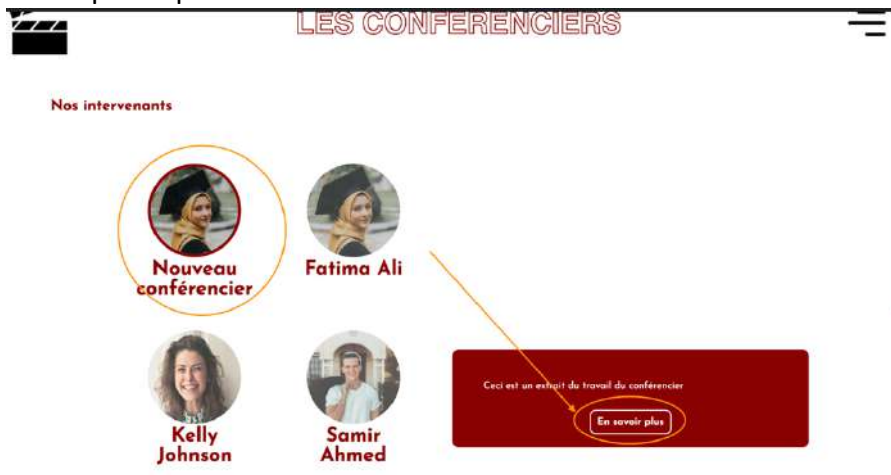 LES CONFERENCIERS
Nos intervenants
Nouveau
conférencier
Fatima Ali
Kelly
Johnson
Samir
Ahmed
Ceci est un extrait du travail du conférencier
En savoir plus